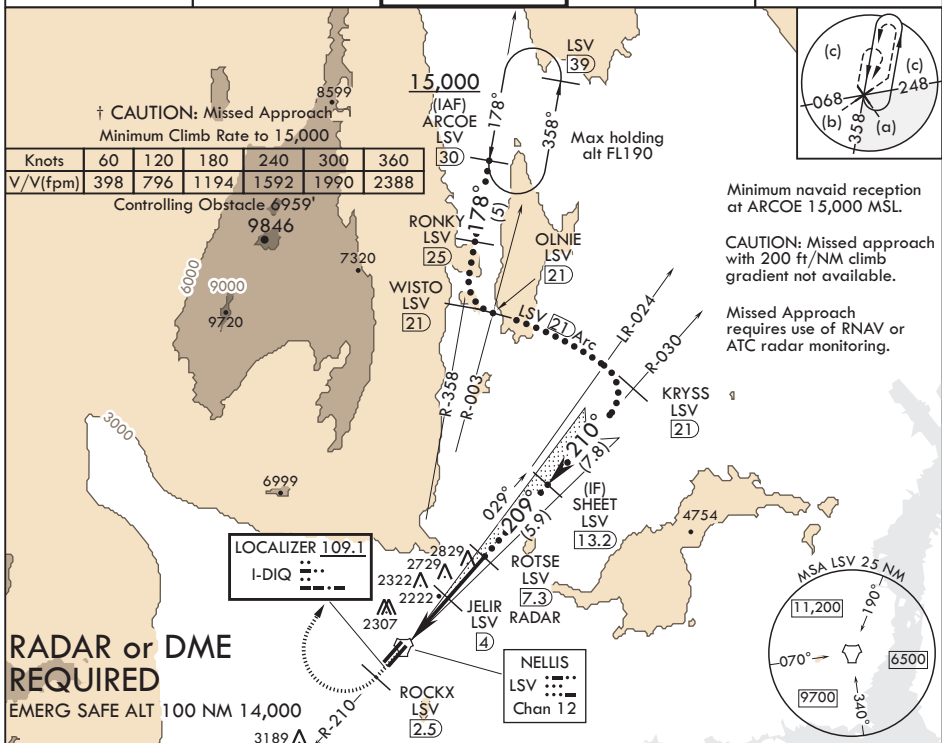 † CAUTION: Missed Approach
Minimum Climb Rate to 15,000
Knots 60 120 180 240 300 360
V/V(fpm) 398 796 1194 1592 1990 2388
Controlling Obstacle 6959'
8599
9846
7320
6000
9000
9720
3000
6999
15,000
(IAF)
ARCOE
LSV
30
178°
358°
LSV
39
Max holding
alt FL190
178°
(5)
RONKY
LSV
25
OLNIE
LSV
21
WISTO
LSV
21
LSV 21 Arc
LR-024
R-030
R-358
R-003
KRYSS
LSV
21
210°
(7.8)
(IF)
SHEET
LSV
13.2
029°
209°
(5.9)
ROTSE
LSV
7.3
RADAR
JELIR
LSV
4
2829
2729
2322
2222
2307
4754
LOCALIZER 109.1
I-DIQ
NELLIS
LSV
Chan 12
ROCKX
LSV
2.5
R-210
3189
RADAR or DME
REQUIRED
EMERG SAFE ALT 100 NM 14,000
(c)
(c)
068
248
(b)
(a)
358
Minimum navaid reception
at ARCOE 15,000 MSL.
CAUTION: Missed approach
with 200 ft/NM climb
gradient not available.
Missed Approach
requires use of RNAV or
ATC radar monitoring.
MSA LSV 25 NM
11,200
190°
070°
6500
9700
340°